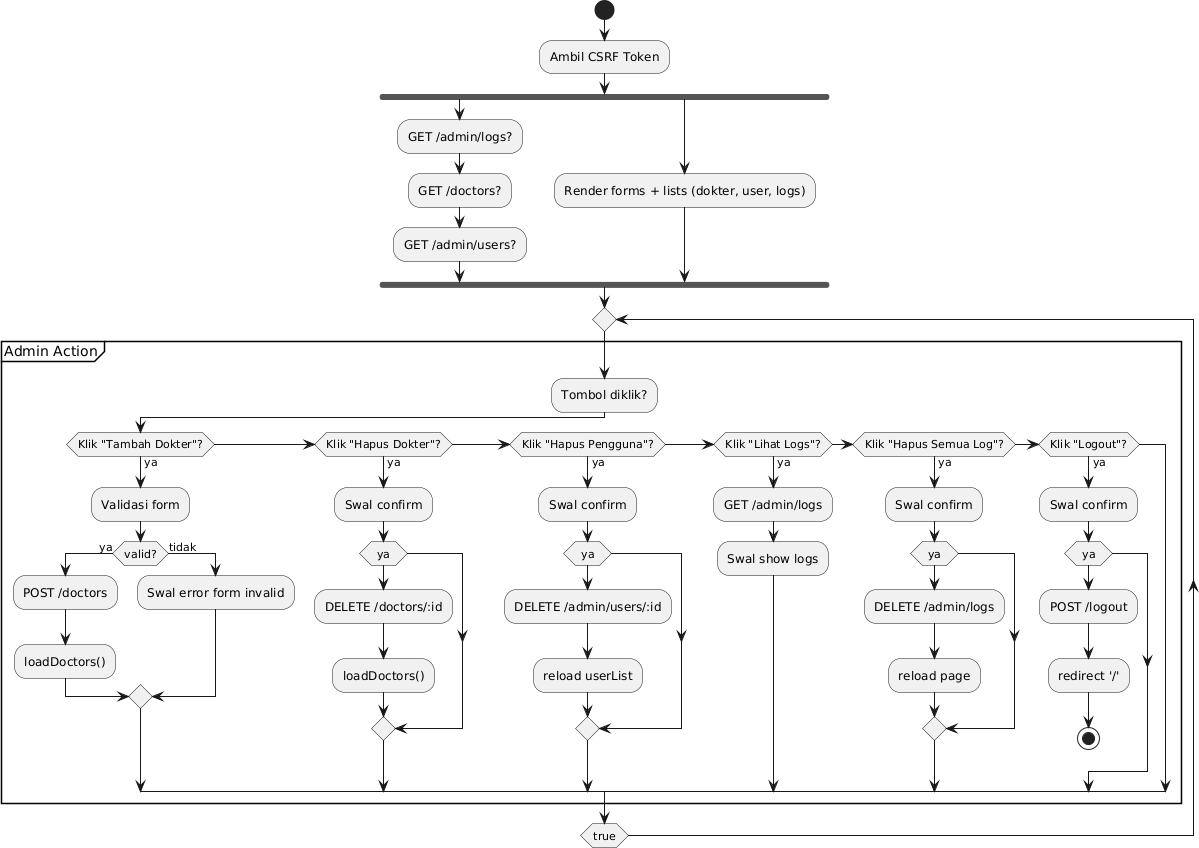 Ambil CSRF Token
GET /admin/logs?
GET /doctors?
Render forms + lists (dokter, user, logs)
GET /admin/users?
Admin Action
Tombol diklik?
Klik "Tambah Dokter"?
ya
Validasi form
valid?
ya
tidak
POST /doctors
loadDoctors()
Swal error form invalid
Klik "Hapus Dokter"?
ya
Swal confirm
ya
DELETE /doctors/:id
loadDoctors()
Klik "Hapus Pengguna"?
ya
Swal confirm
ya
DELETE /admin/users/:id
reload userList
Klik "Lihat Logs"?
ya
GET /admin/logs
Swal show logs
Klik "Hapus Semua Log"?
ya
Swal confirm
ya
DELETE /admin/logs
reload page
Klik "Logout"?
ya
Swal confirm
ya
POST /logout
redirect '/'
true